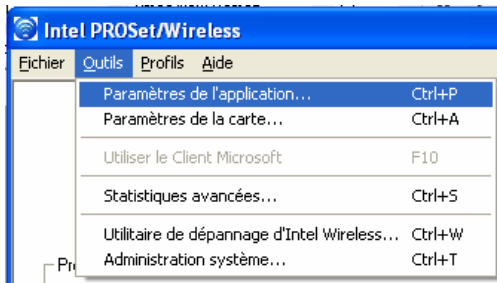 Intel PROSet/Wireless
Fichier Outils Profils Aide
Paramètres de l'application... Ctrl+P
Paramètres de la carte... Ctrl+A
Utiliser le Client Microsoft F10
Statistiques avancées... Ctrl+S
Utilitaire de dépannage d'Intel Wireless... Ctrl+W
Administration système... Ctrl+T